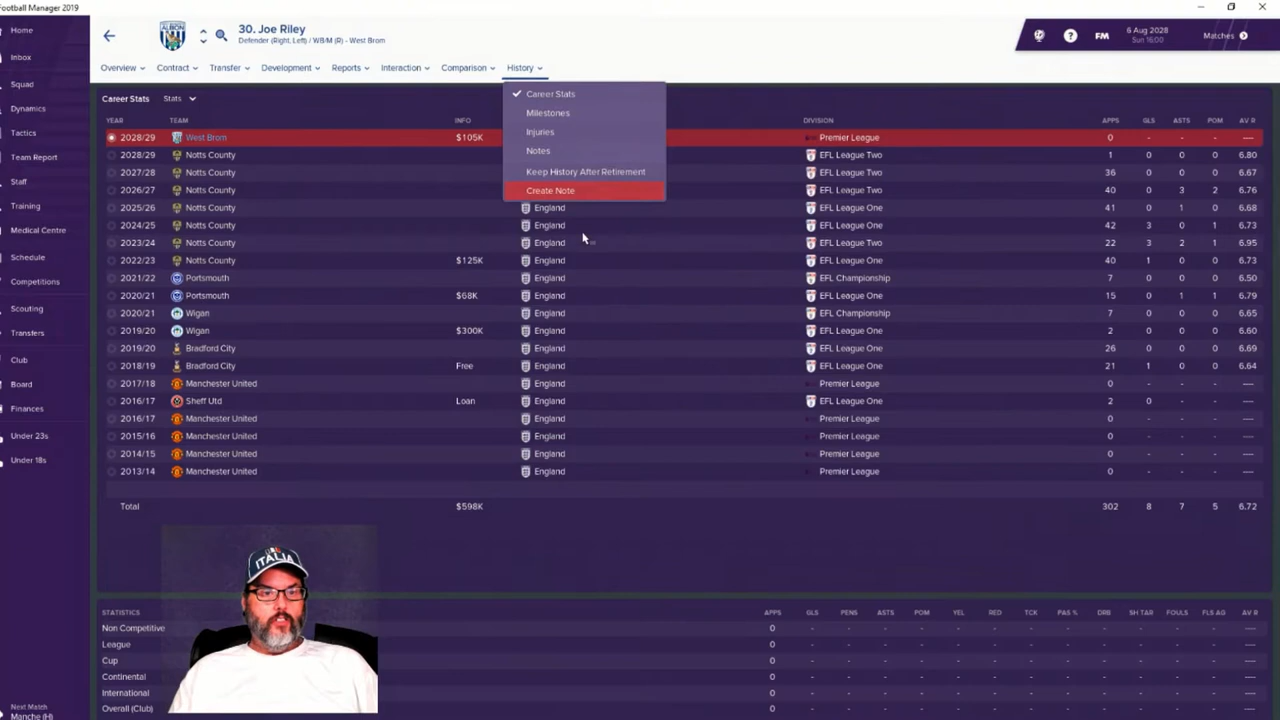 Football Manager 2019
Home
Inbox
Squad
Dynamics
Tactics
Team Report
Staff
Training
Medical Centre
Schedule
Competitions
Scouting
Transfers
Club
Board
Finances
Under 23s
Under 18s
Next Match
Manche (H)
ALBION
30. Joe Riley
Defender (Right, Left) / WB/M (R) - West Brom
FM
6 Aug 2028
Sun 16:00
Matches
Overview Contract Transfer Development Reports Interaction Comparison History
Career Stats Stats
Career Stats
Milestones
Injuries
Notes
Keep History After Retirement
Create Note
YEAR TEAM INFO DIVISION APPS GLS ASTS POM AV R
2028/29 West Brom $105K Premier League 0 - - - ----
2028/29 Notts County EFL League Two 1 0 0 0 6.80
2027/28 Notts County EFL League Two 36 0 0 0 6.67
2026/27 Notts County EFL League Two 40 0 3 2 6.76
2025/26 Notts County England EFL League One 41 0 1 0 6.68
2024/25 Notts County England EFL League One 42 3 0 1 6.73
2023/24 Notts County England EFL League Two 22 3 2 1 6.95
2022/23 Notts County $125K England EFL League One 40 1 0 0 6.73
2021/22 Portsmouth England EFL Championship 7 0 0 0 6.50
2020/21 Portsmouth $68K England EFL League One 15 0 1 1 6.79
2020/21 Wigan England EFL Championship 7 0 0 0 6.65
2019/20 Wigan $300K England EFL League One 2 0 0 0 6.60
2019/20 Bradford City England EFL League One 26 0 0 0 6.69
2018/19 Bradford City Free England EFL League One 21 1 0 0 6.64
2017/18 Manchester United England Premier League 0 - - - ----
2016/17 Sheff Utd Loan England EFL League One 2 0 - - ----
2016/17 Manchester United England Premier League 0 - - - ----
2015/16 Manchester United England Premier League 0 - - - ----
2014/15 Manchester United England Premier League 0 - - - ----
2013/14 Manchester United England Premier League 0 - - - ----
Total $598K 302 8 7 5 6.72
ITALIA
STATISTICS APPS GLS PENS ASTS POM YEL RED TCK PAS % DRB SH TAR FOULS FLS AG AV R
Non Competitive 0 - - - - - - - - - - - - ----
League 0 - - - - - - - - - - - - ----
Cup 0 - - - - - - - - - - - - ----
Continental 0 - - - - - - - - - - - - ----
International 0 - - - - - - - - - - - - ----
Overall (Club) 0 - - - - - - - - - - - - ----